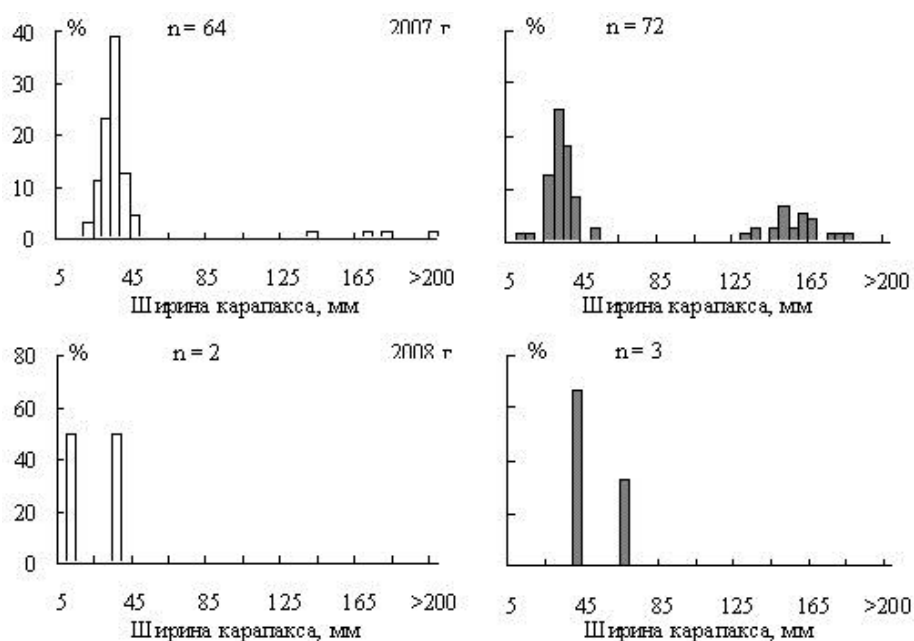 % n = 64 2007 г
40
30
20
10
0
5 45 85 125 165 >200
Ширина карапакса, мм
% n = 72
5 45 85 125 165 >200
Ширина карапакса, мм
% n = 2 2008 г
80
60
40
20
0
5 45 85 125 165 >200
Ширина карапакса, мм
% n = 3
5 45 85 125 165 >200
Ширина карапакса, мм